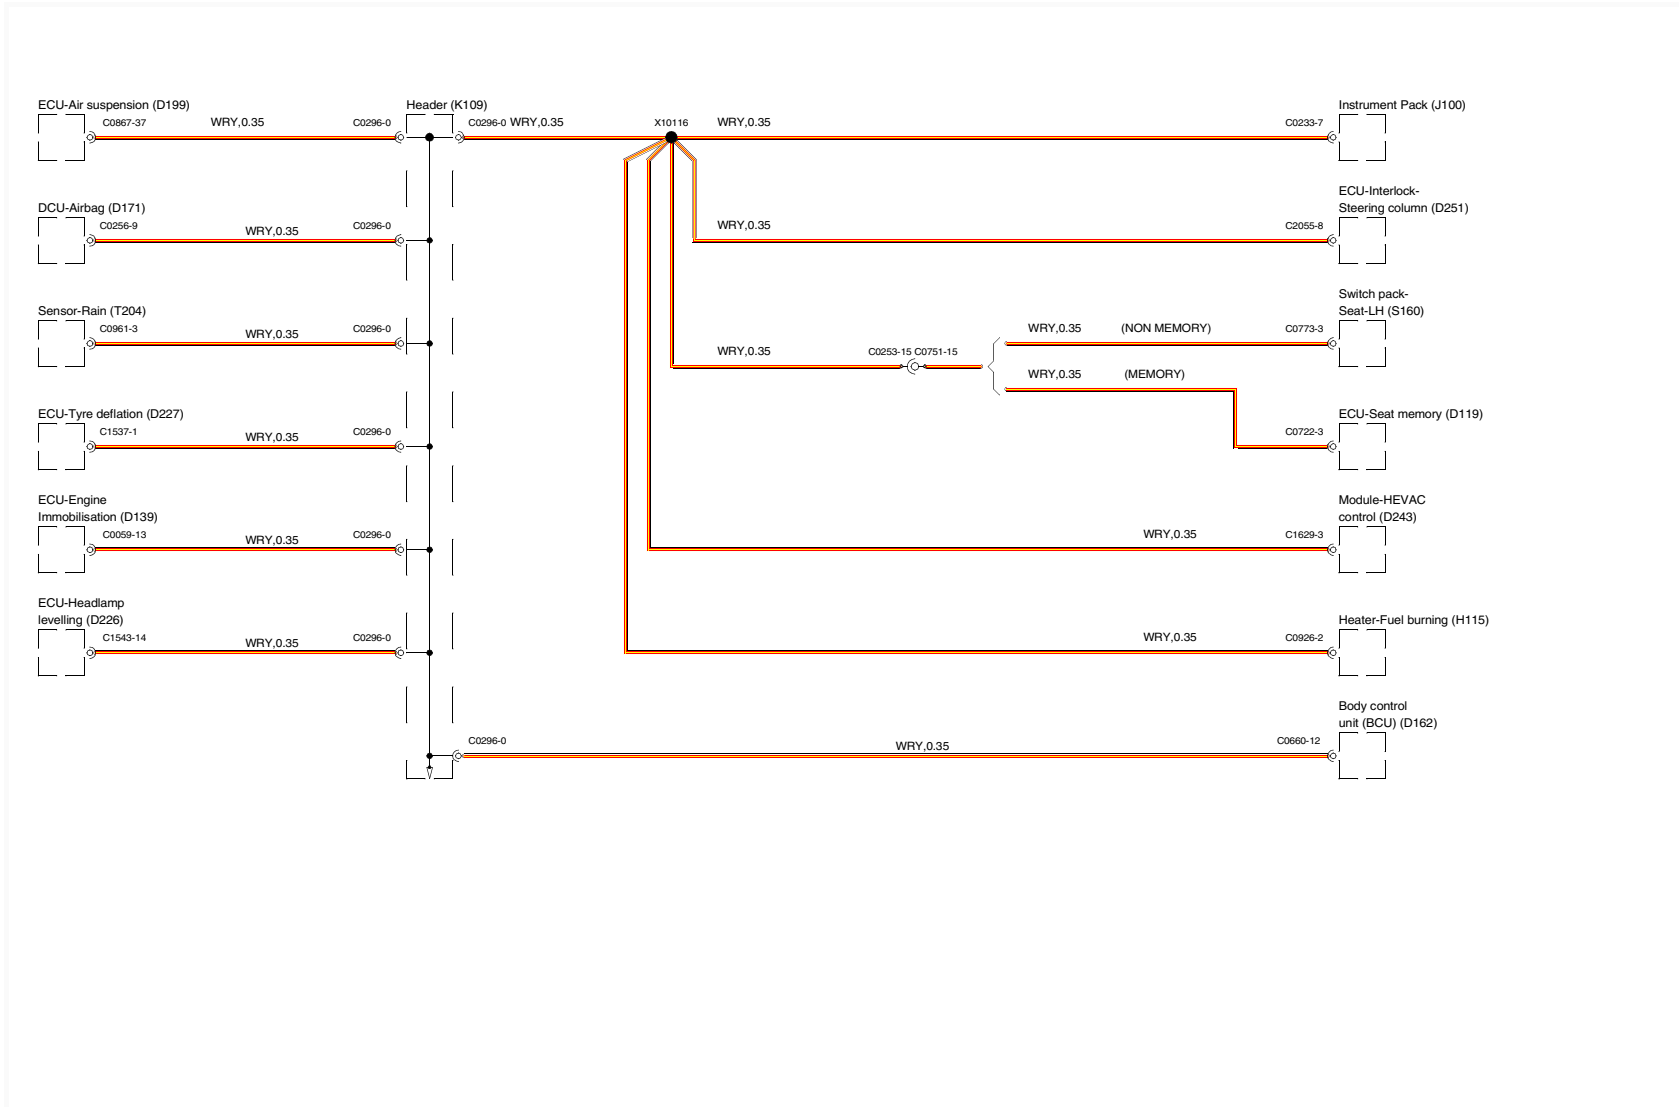 ECU-Air suspension (D199)
Header (K109)
Instrument Pack (J100)
C0867-37
WRY,0.35
C0296-0
C0296-0 WRY,0.35
X10116
WRY,0.35
C0233-7
ECU-Interlock-
Steering column (D251)
DCU-Airbag (D171)
C0256-9
WRY,0.35
C0296-0
WRY,0.35
C2055-8
Switch pack-
Seat-LH (S160)
Sensor-Rain (T204)
C0961-3
WRY,0.35
C0296-0
WRY,0.35
(NON MEMORY)
C0773-3
WRY,0.35
C0253-15 C0751-15
WRY,0.35
(MEMORY)
ECU-Tyre deflation (D227)
ECU-Seat memory (D119)
C1537-1
WRY,0.35
C0296-0
C0722-3
ECU-Engine
Immobilisation (D139)
Module-HEVAC
control (D243)
C0059-13
WRY,0.35
C0296-0
WRY,0.35
C1629-3
ECU-Headlamp
levelling (D226)
Heater-Fuel burning (H115)
C1543-14
WRY,0.35
C0296-0
WRY,0.35
C0926-2
Body control
unit (BCU) (D162)
C0296-0
WRY,0.35
C0660-12